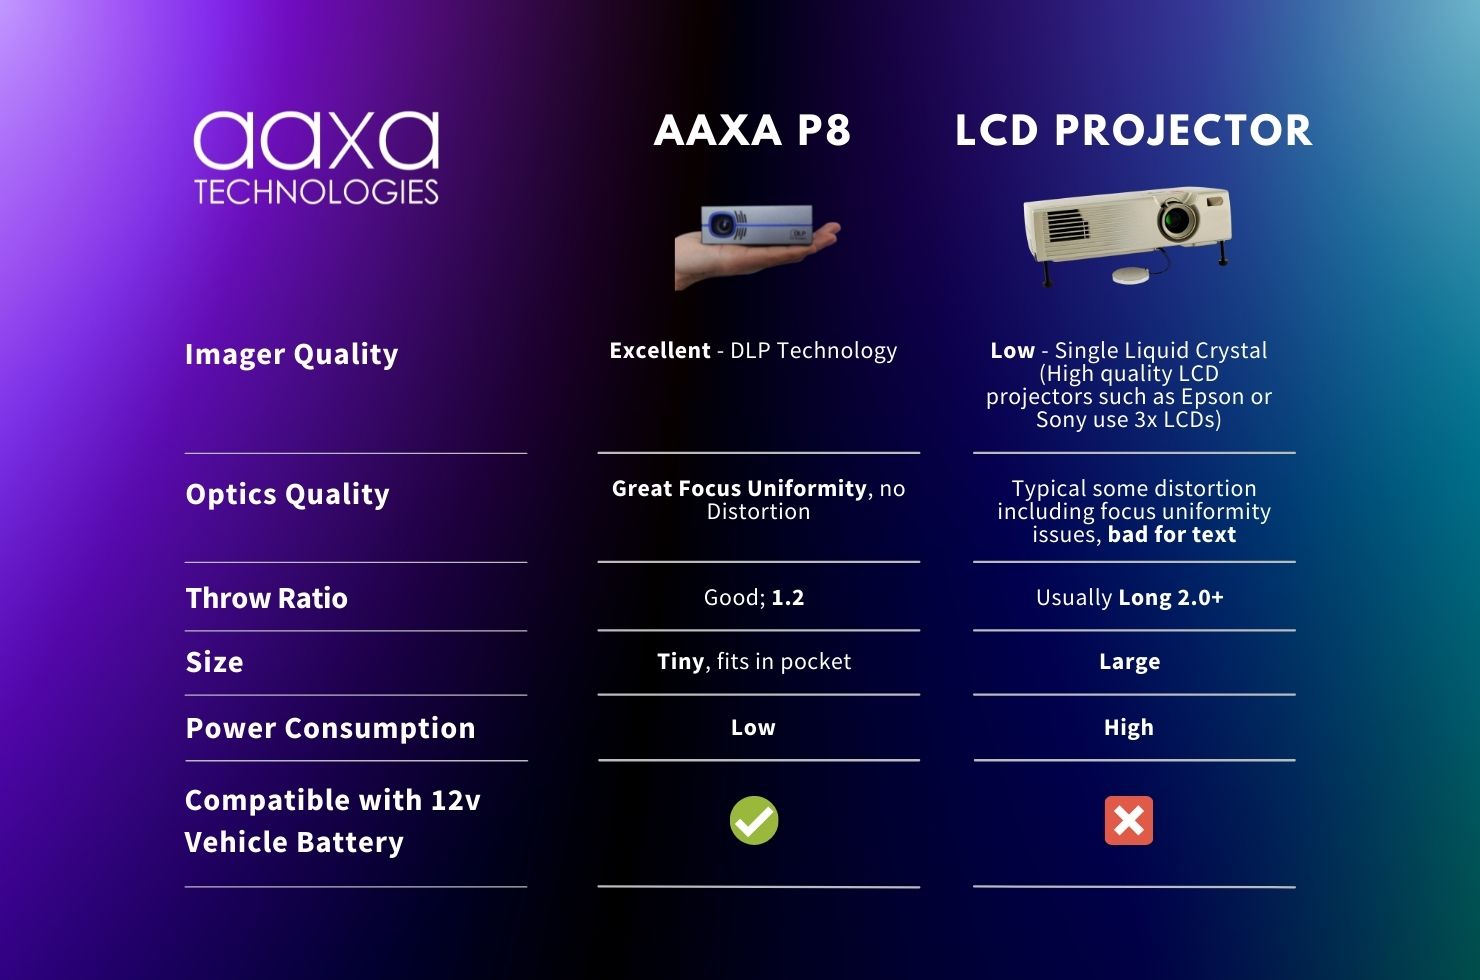 aaxa
TECHNOLOGIES
AAXA P8
LCD PROJECTOR
DLP
Imager Quality
Excellent - DLP Technology
Low - Single Liquid Crystal
(High quality LCD
projectors such as Epson or
Sony use 3x LCDs)
Optics Quality
Great Focus Uniformity, no
Distortion
Typical some distortion
including focus uniformity
issues, bad for text
Throw Ratio
Good; 1.2
Usually Long 2.0+
Size
Tiny, fits in pocket
Large
Power Consumption
Low
High
Compatible with 12v
Vehicle Battery